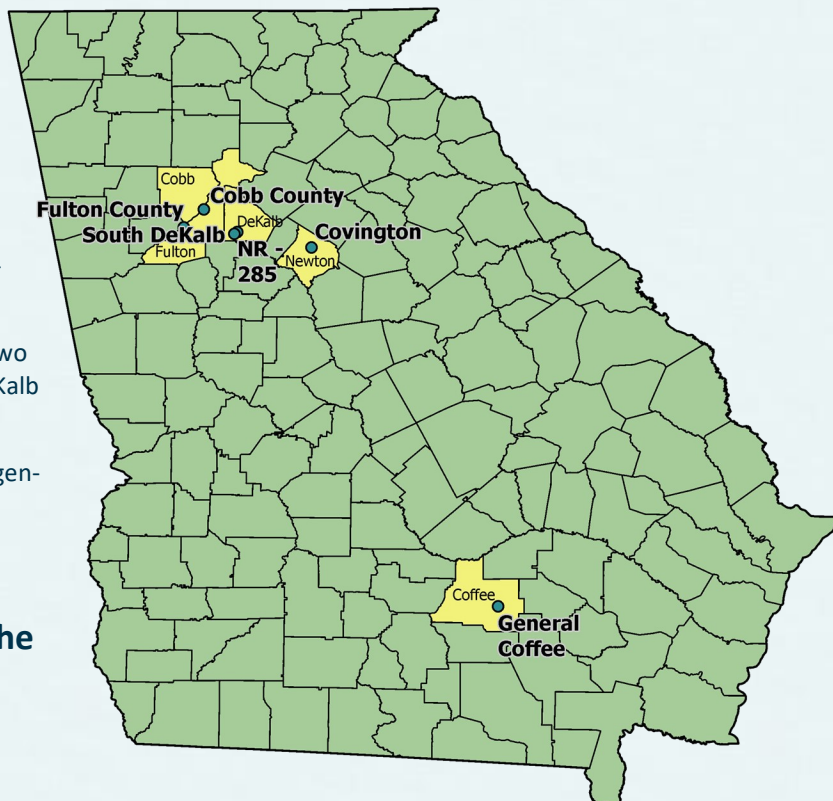 Cobb
Cobb County
Fulton County
DeKalb
South DeKalb
Covington
NR -
285
Fulton
Newton
wo
Kalb
gen-
Coffee
he
General
Coffee